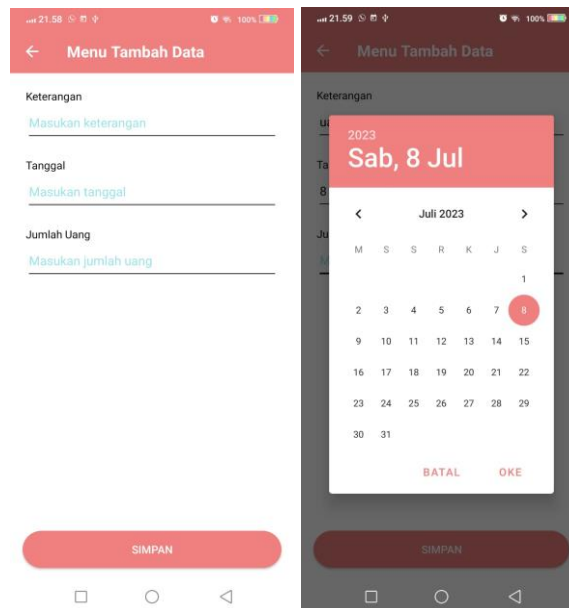 21.58
100%
Menu Tambah Data
Keterangan
Masukan keterangan
Tanggal
Masukan tanggal
Jumlah Uang
Masukan jumlah uang
SIMPAN
21.59
100%
Menu Tambah Data
Keterangan
2023
Sab, 8 Jul
8
Juli 2023
M S S R K J S
1
2 3 4 5 6 7 8
9 10 11 12 13 14 15
16 17 18 19 20 21 22
23 24 25 26 27 28 29
30 31
BATAL OKE
SIMPAN